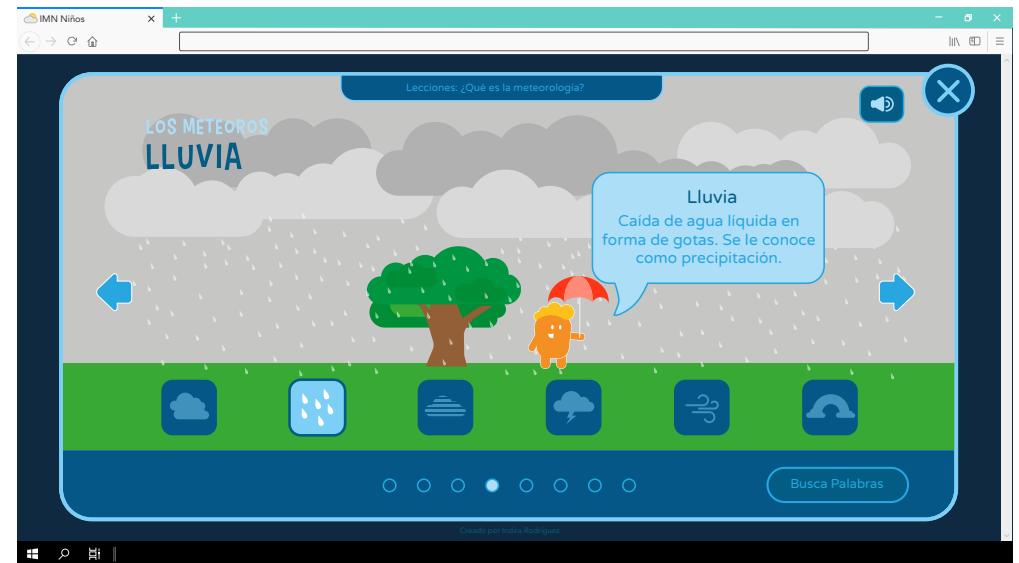 IMN Niños
Lecciones: ¿Qué es la meteorología?
LOS METEOROS
LLUVIA
Lluvia
Caída de agua líquida en
forma de gotas. Se le conoce
como precipitación.
Busca Palabras
Creado por Indira Rodríguez